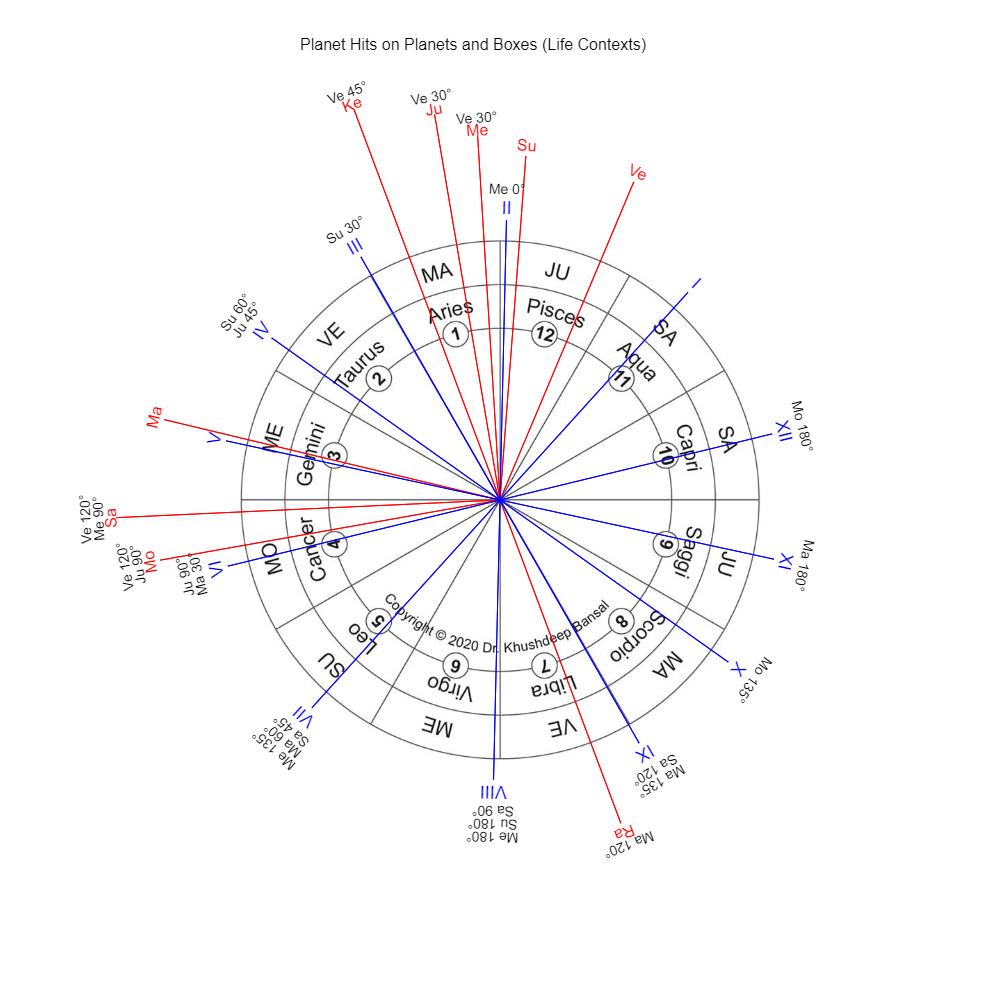 Planet Hits on Planets and Boxes (Life Contexts)
Ve 45°
Ke
Ve 30°
Ju
Ve 30°
Me
Su
Ve
Me 0°
II
Su 30°
III
I
Su 60°
Ju 45°
IV
Ma
V
Ve 120°
Me 90°
Sa
Ve 120°
Ju 90°
Mo
Ju 90°
Ma 30°
VI
Me 135°
Ma 60°
Sa 45°
VII
VIII
Sa 90°
Su 180°
Me 180°
IX
Sa 120°
Ma 135°
Ra
Ma 120°
X
Mo 135°
XI
Ma 180°
XII
Mo 180°
MA
JU
SA
SA
JU
MA
VE
ME
SU
MO
ME
VE
Aries
1
Pisces
12
Aqua
11
Capri
10
Saggi
9
Scorpio
8
Libra
7
Virgo
6
Leo
5
Cancer
4
Gemini
3
Taurus
2
Copyright © 2020 Dr. Khushdeep Bansal